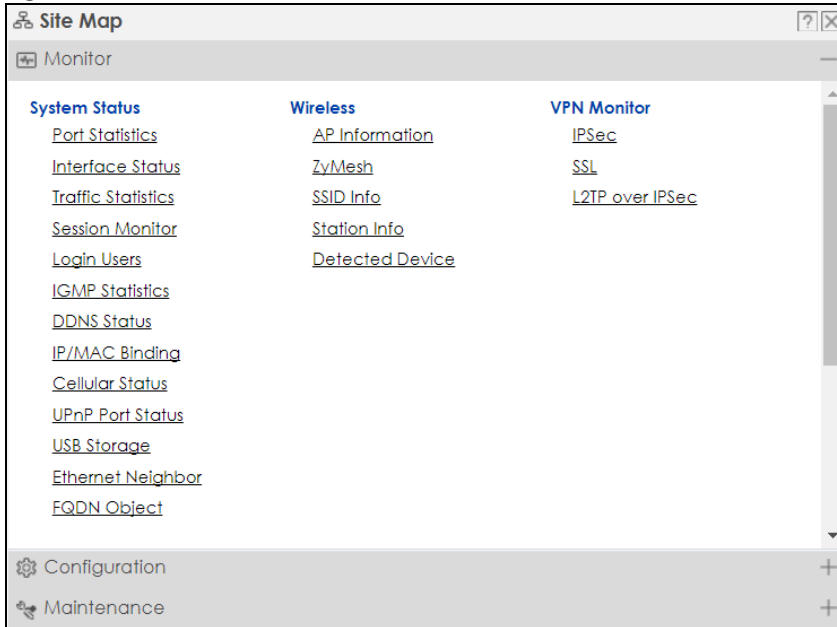 Site Map
Monitor
System Status
Port Statistics
Interface Status
Traffic Statistics
Session Monitor
Login Users
IGMP Statistics
DDNS Status
IP/MAC Binding
Cellular Status
UPnP Port Status
USB Storage
Ethernet Neighbor
FQDN Object
Wireless
AP Information
ZyMesh
SSID Info
Station Info
Detected Device
VPN Monitor
IPSec
SSL
L2TP over IPSec
Configuration
Maintenance